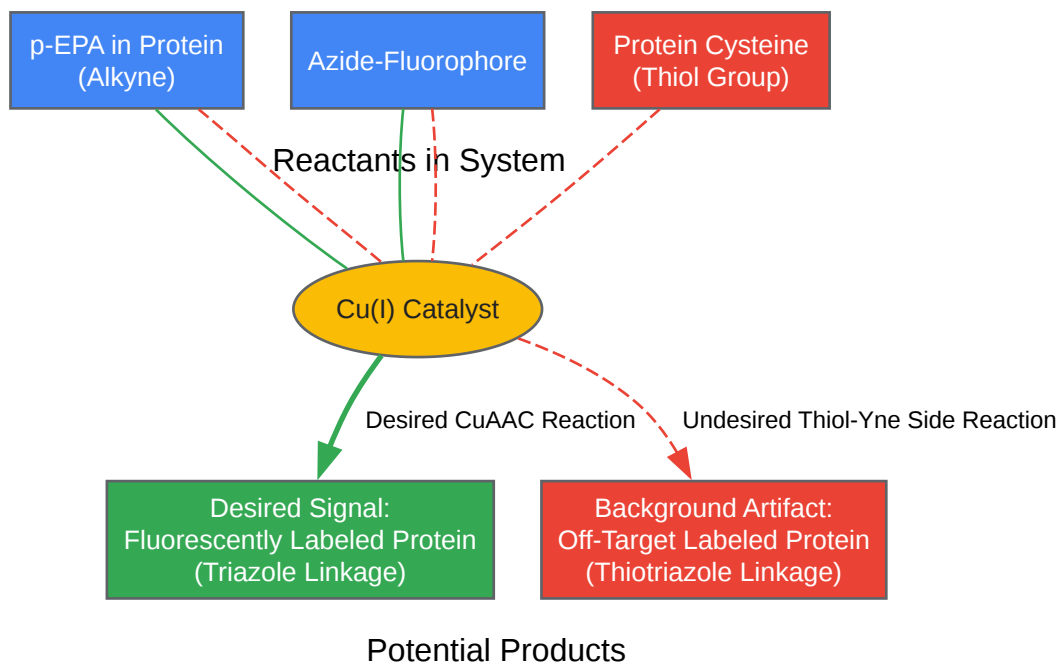 p-EPA in Protein
(Alkyne)
Azide-Fluorophore
Protein Cysteine
(Thiol Group)
Reactants in System
Cu(I) Catalyst
Desired CuAAC Reaction
Undesired Thiol-Yne Side Reaction
Desired Signal:
Fluorescently Labeled Protein
(Triazole Linkage)
Background Artifact:
Off-Target Labeled Protein
(Thiotriazole Linkage)
Potential Products